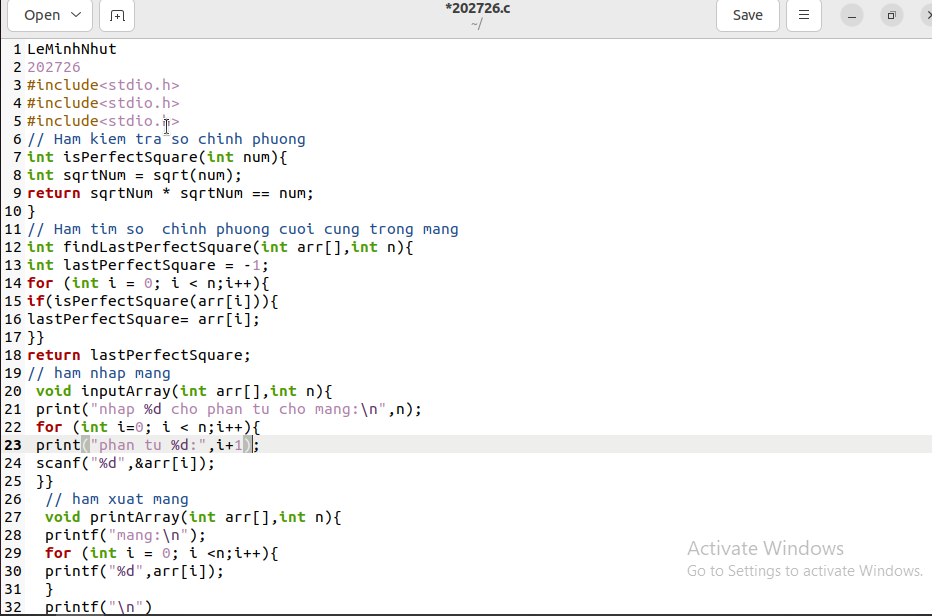 Open
*202726.c
~/
Save
1 LeMinhNhut
2 202726
3 #include<stdio.h>
4 #include<stdio.h>
5 #include<stdio.h>
6 // Ham kiem tra so chinh phuong
7 int isPerfectSquare(int num){
8 int sqrtNum = sqrt(num);
9 return sqrtNum * sqrtNum == num;
10 }
11 // Ham tim so  chinh phuong cuoi cung trong mang
12 int findLastPerfectSquare(int arr[],int n){
13 int lastPerfectSquare = -1;
14 for (int i = 0; i < n;i++){
15 if(isPerfectSquare(arr[i])){
16 lastPerfectSquare= arr[i];
17 }}
18 return lastPerfectSquare;
19 // ham nhap mang
20  void inputArray(int arr[],int n){
21  print("nhap %d cho phan tu cho mang:\n",n);
22  for (int i=0; i < n;i++){
23  print("phan tu %d:",i+1);
24  scanf("%d",&arr[i]);
25  }}
26   // ham xuat mang
27   void printArray(int arr[],int n){
28   printf("mang:\n");
29   for (int i = 0; i <n;i++){
30   printf("%d",arr[i]);
31   }
32   printf("\n")
Activate Windows
Go to Settings to activate Windows.